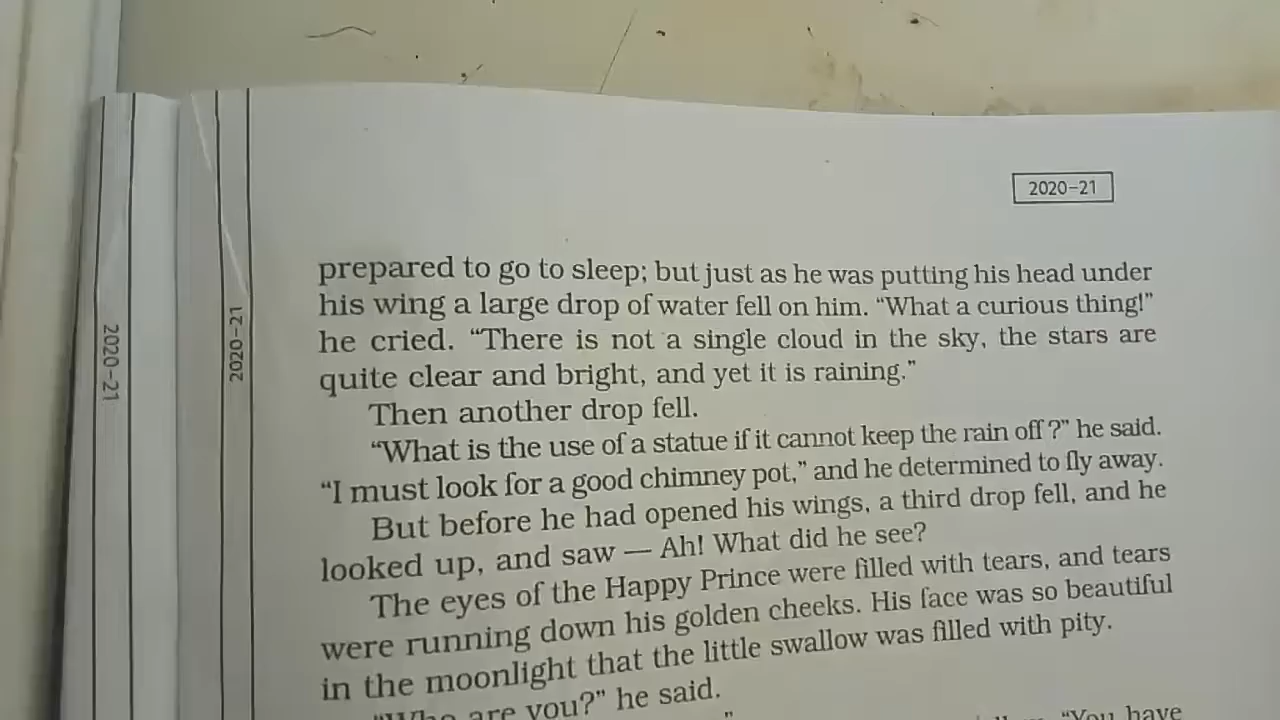 2020-21
2020-21
2020-21
prepared to go to sleep; but just as he was putting his head under
his wing a large drop of water fell on him. “What a curious thing!”
he cried. “There is not a single cloud in the sky, the stars are
quite clear and bright, and yet it is raining.”
Then another drop fell.
“What is the use of a statue if it cannot keep the rain off?” he said.
“I must look for a good chimney pot,” and he determined to fly away.
But before he had opened his wings, a third drop fell, and he
looked up, and saw — Ah! What did he see?
The eyes of the Happy Prince were filled with tears, and tears
were running down his golden cheeks. His face was so beautiful
in the moonlight that the little swallow was filled with pity.
“Who are you?” he said.
“You have